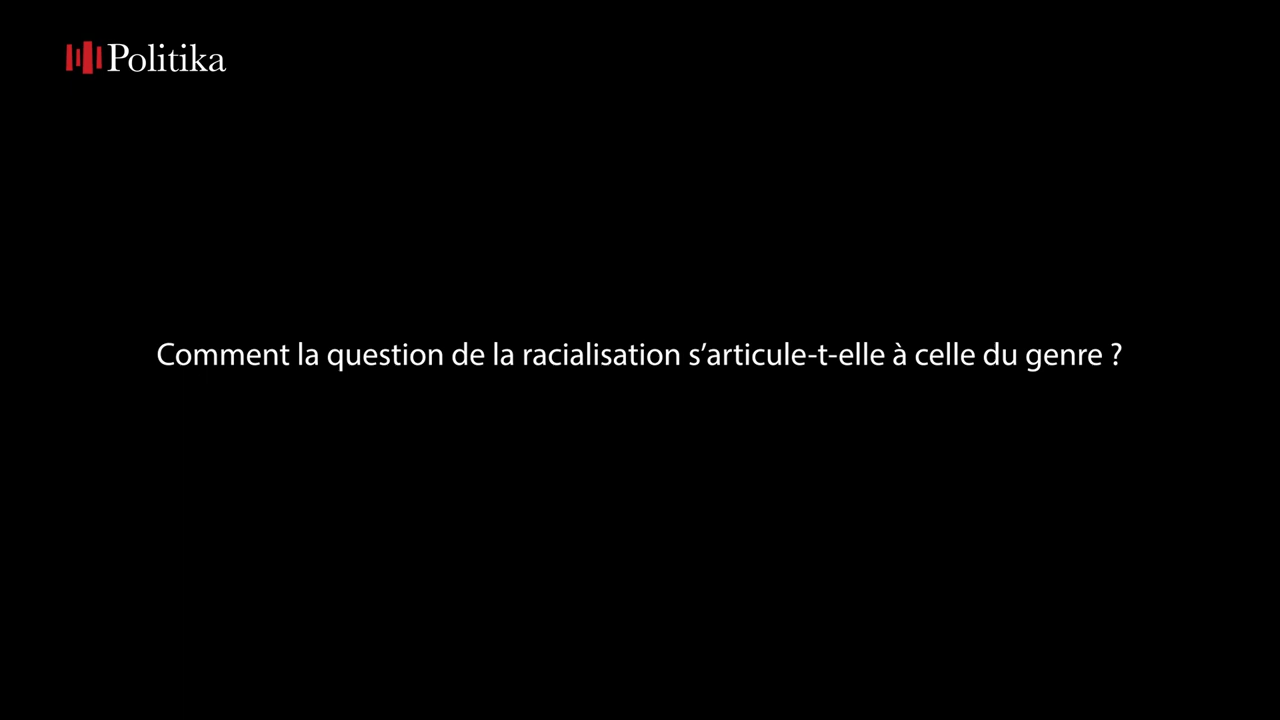 Politika
Comment la question de la racialisation s’articule-t-elle à celle du genre ?